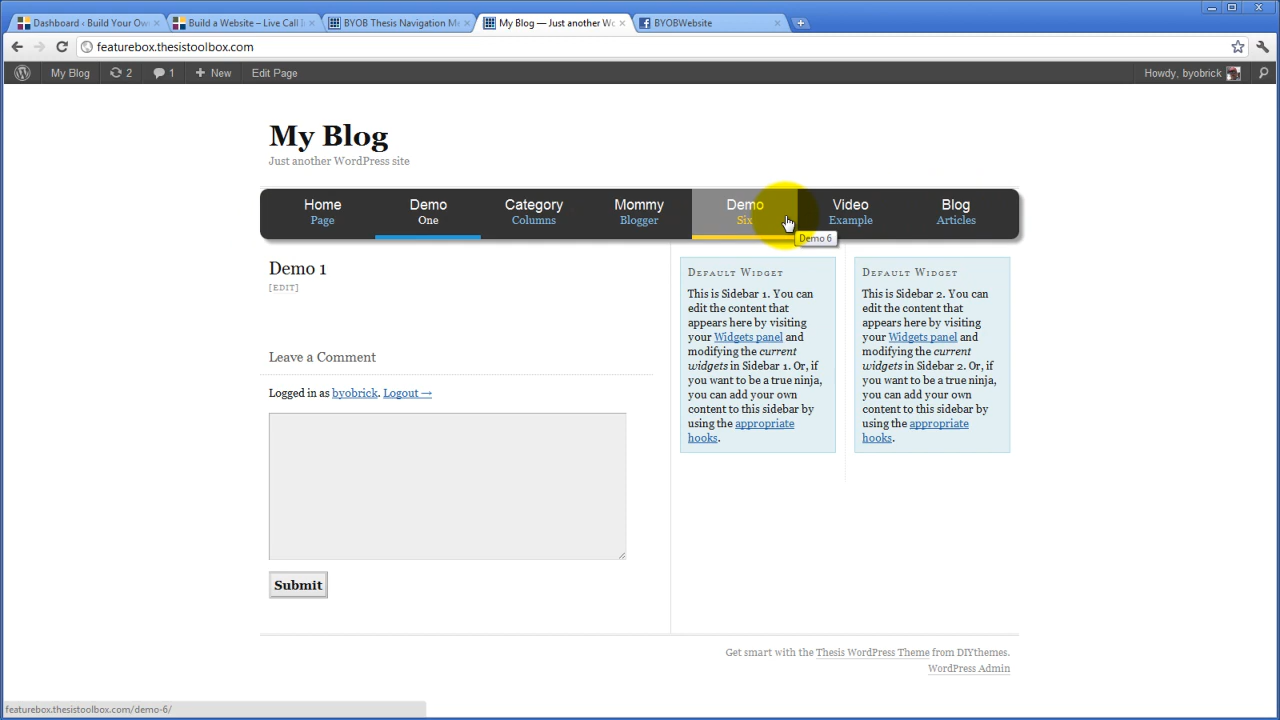 Dashboard ‹ Build Your Ow
Build a Website – Live Call I
BYOB Thesis Navigation Me
My Blog — Just another Wo
BYOBWebsite
featurebox.thesistoolbox.com
My Blog
2
1
New
Edit Page
Howdy, byobrick
My Blog
Just another WordPress site
Home
Page
Demo
One
Category
Columns
Mommy
Blogger
Demo
Six
Video
Example
Blog
Articles
Demo 6
Demo 1
[EDIT]
Leave a Comment
Logged in as byobrick. Logout →
Submit
Default Widget
This is Sidebar 1. You can
edit the content that
appears here by visiting
your Widgets panel and
modifying the current
widgets in Sidebar 1. Or, if
you want to be a true ninja,
you can add your own
content to this sidebar by
using the appropriate
hooks.
Default Widget
This is Sidebar 2. You can
edit the content that
appears here by visiting
your Widgets panel and
modifying the current
widgets in Sidebar 2. Or, if
you want to be a true ninja,
you can add your own
content to this sidebar by
using the appropriate
hooks.
Get smart with the Thesis WordPress Theme from DIYthemes.
WordPress Admin
featurebox.thesistoolbox.com/demo-6/